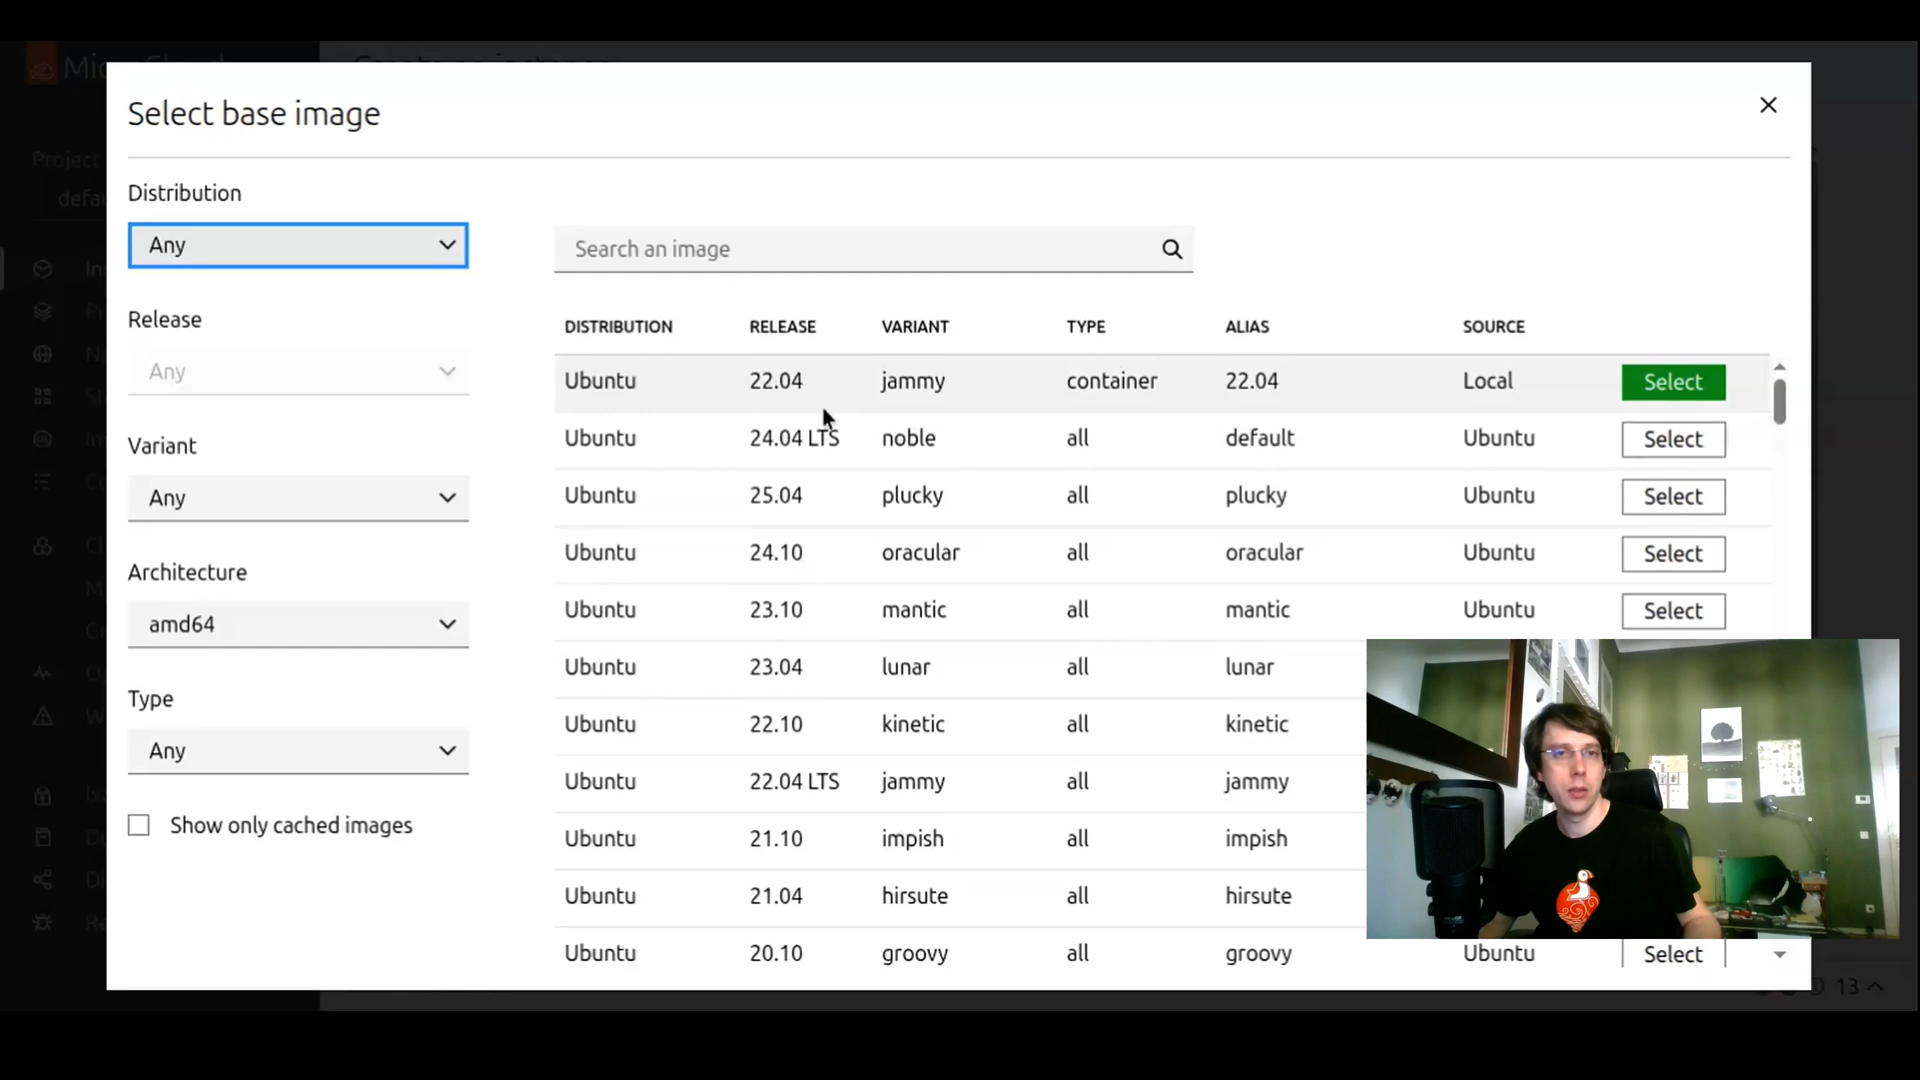 Select base image
Distribution
Any
Release
Any
Variant
Any
Architecture
amd64
Type
Any
Show only cached images
Search an image
DISTRIBUTION RELEASE VARIANT TYPE ALIAS SOURCE
Ubuntu 22.04 jammy container 22.04 Local Select
Ubuntu 24.04 LTS noble all default Ubuntu Select
Ubuntu 25.04 plucky all plucky Ubuntu Select
Ubuntu 24.10 oracular all oracular Ubuntu Select
Ubuntu 23.10 mantic all mantic Ubuntu Select
Ubuntu 23.04 lunar all lunar
Ubuntu 22.10 kinetic all kinetic
Ubuntu 22.04 LTS jammy all jammy
Ubuntu 21.10 impish all impish
Ubuntu 21.04 hirsute all hirsute
Ubuntu 20.10 groovy all groovy Ubuntu Select
Project
13